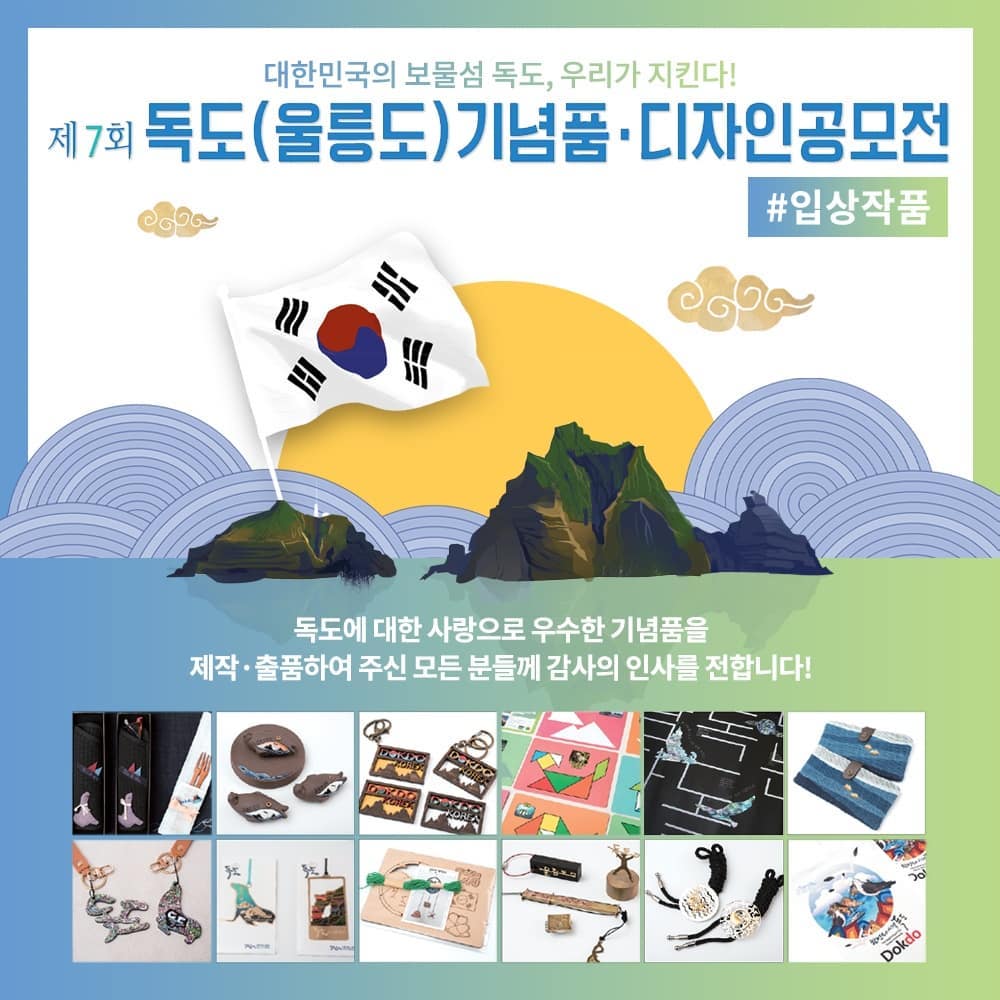 대한민국의 보물섬 독도, 우리가 지킨다!
제7회 독도(울릉도)기념품·디자인공모전
#입상작품
독도에 대한 사랑으로 우수한 기념품을
제작·출품하여 주신 모든 분들께 감사의 인사를 전합니다!
DOKDO
KOREA
DOKDO
KOREA
DOKDO
KOREA
DOKDO
KOREA
독도
독도
독도
Dokdo